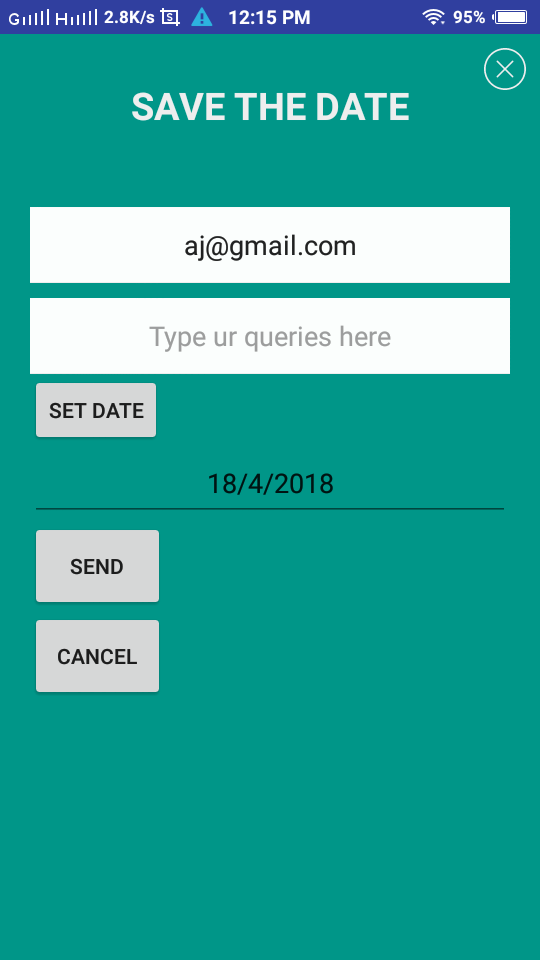 G H 2.8K/s S 12:15 PM 95%
SAVE THE DATE
aj@gmail.com
Type ur queries here
SET DATE
18/4/2018
SEND
CANCEL